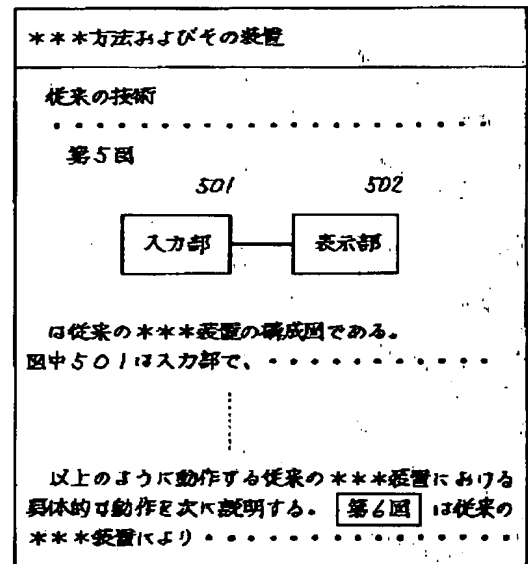 ***方法およびその装置
従来の技術
・・・・・・・・・・・・・・・・・・・・
第5図
501 502
入力部 表示部
は従来の***装置の構成図である。
図中501は入力部で、・・・・・・・・・・・
以上のように動作する従来の***装置における
具体的な動作を次に説明する。 第6図 は従来の
***装置により・・・・・・・・・・・・・・